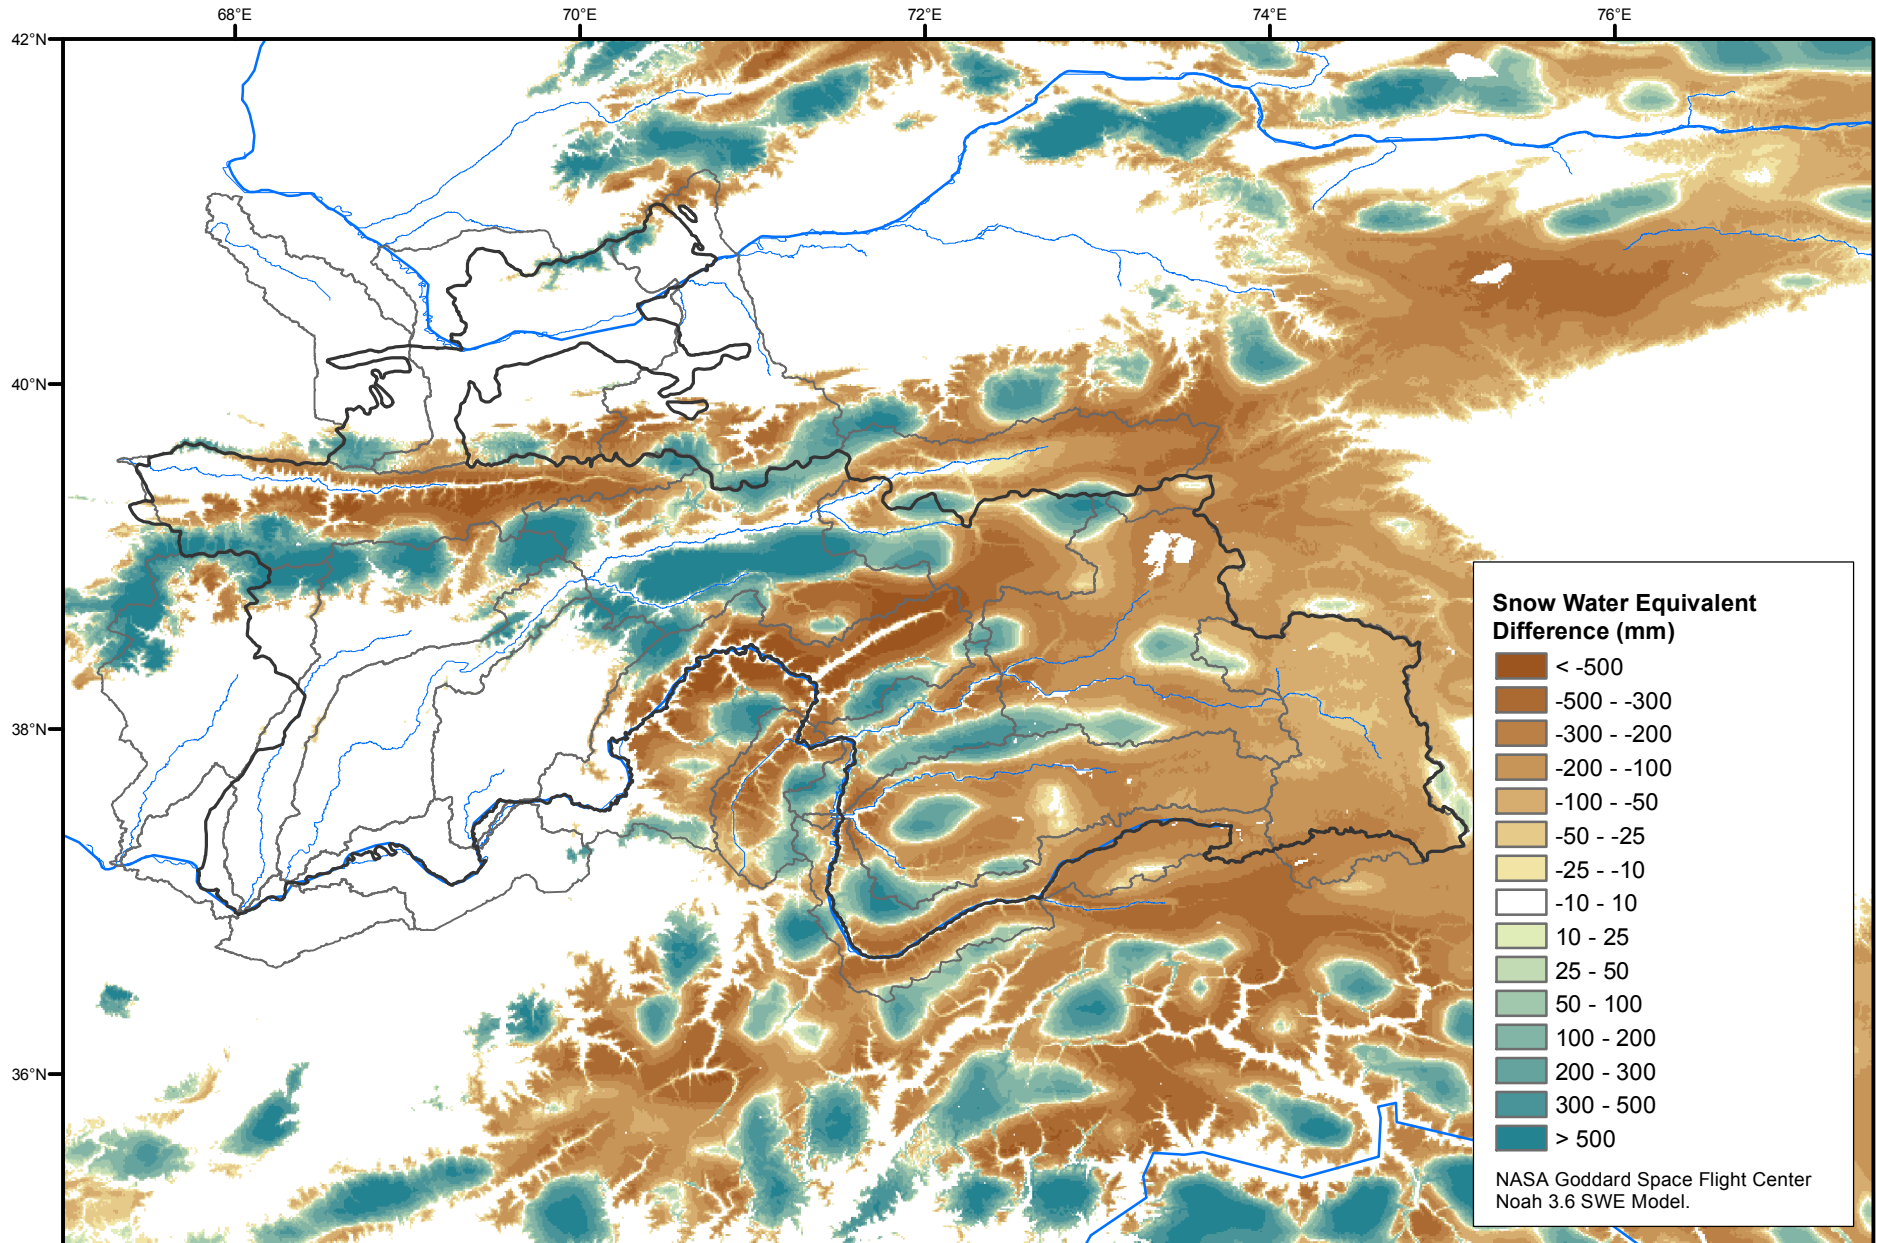 68°E 70°E 72°E 74°E 76°E
42°N
40°N
38°N
36°N
Snow Water Equivalent
Difference (mm)
< -500
-500 - -300
-300 - -200
-200 - -100
-100 - -50
-50 - -25
-25 - -10
-10 - 10
10 - 25
25 - 50
50 - 100
100 - 200
200 - 300
300 - 500
> 500
NASA Goddard Space Flight Center
Noah 3.6 SWE Model.